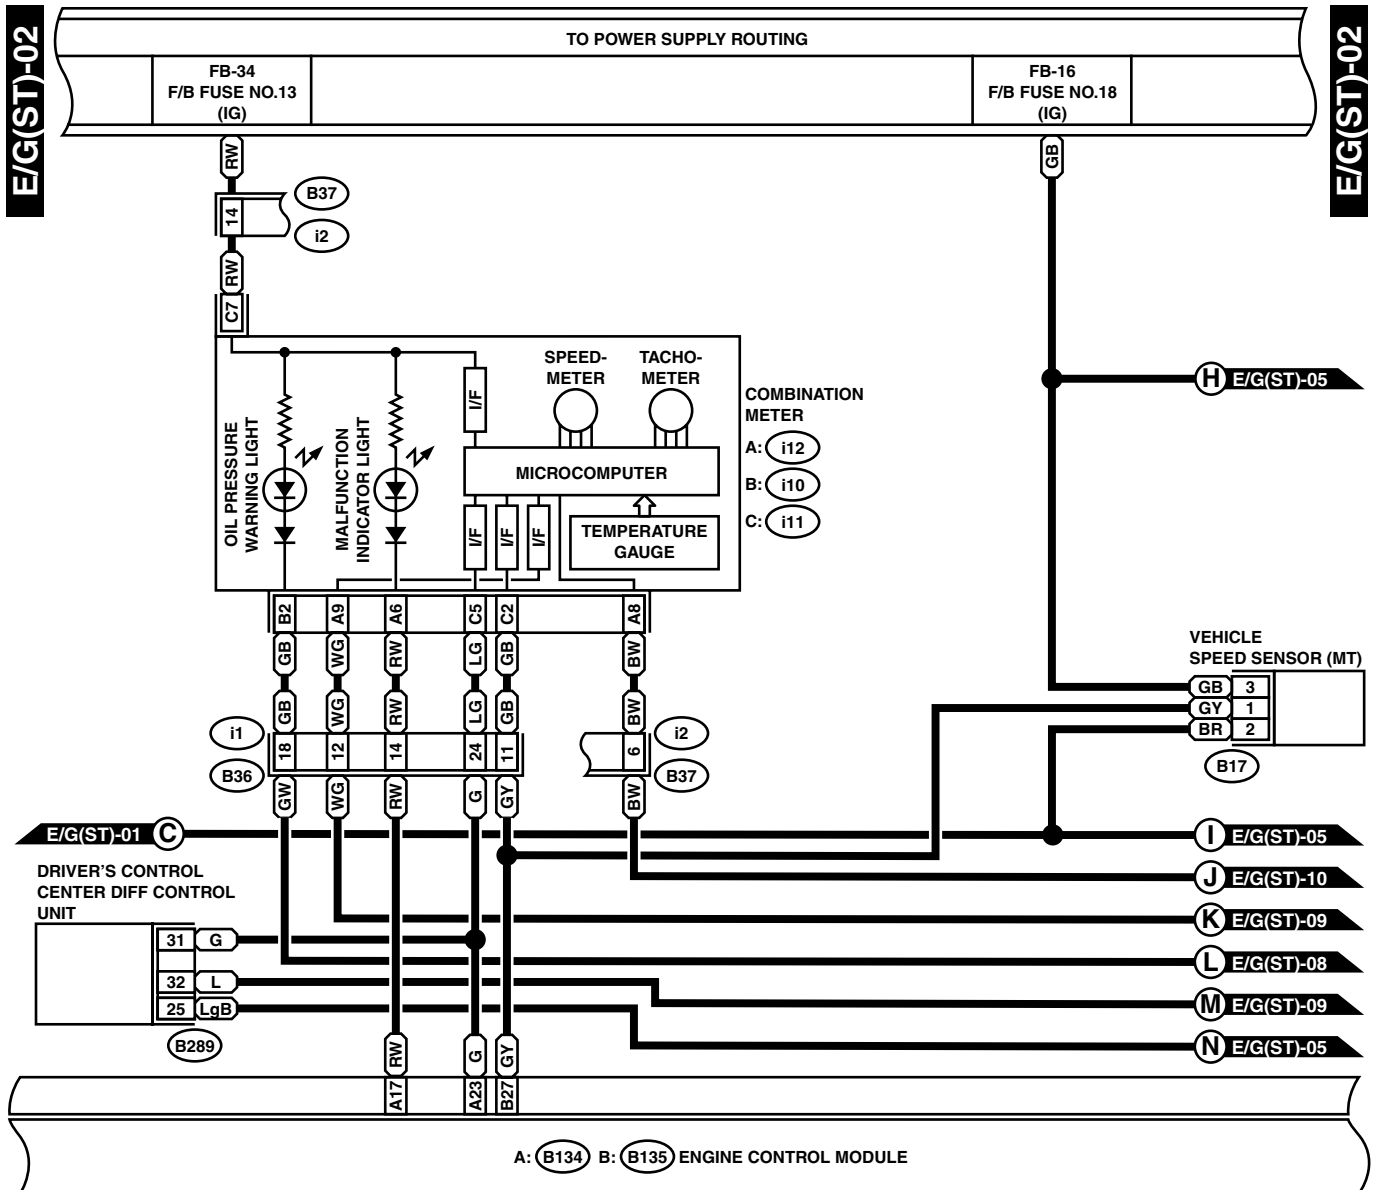 E/G(ST)-02
E/G(ST)-02
TO POWER SUPPLY ROUTING
FB-34
F/B FUSE NO.13
(IG)
FB-16
F/B FUSE NO.18
(IG)
RW
GB
B37
14
i2
RW
C7
SPEED-
METER
TACHO-
METER
H E/G(ST)-05
COMBINATION
METER
A: i12
B: i10
C: i11
OIL PRESSURE
WARNING LIGHT
MALFUNCTION
INDICATOR LIGHT
I/F
MICROCOMPUTER
I/F I/F I/F
TEMPERATURE
GAUGE
B2 A9 A6 C5 C2 A8
GB WG RW LG GB BW
GB WG RW LG GB BW
i1 i2
18 12 14 24 11 6
B36 B37
GW WG RW G GY BW
VEHICLE
SPEED SENSOR (MT)
GB 3
GY 1
BR 2
B17
E/G(ST)-01 C
I E/G(ST)-05
J E/G(ST)-10
K E/G(ST)-09
L E/G(ST)-08
M E/G(ST)-09
N E/G(ST)-05
DRIVER'S CONTROL
CENTER DIFF CONTROL
UNIT
31 G
32 L
25 LgB
B289
RW G GY
A17 A23 B27
A: B134 B: B135 ENGINE CONTROL MODULE